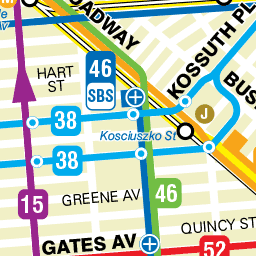 M
Av
OADWAY
KOSSUTH PL
BUS
HART
ST
46
SBS
38
Kosciuszko St
J
38
15
GREENE AV
46
QUINCY ST
GATES AV
52